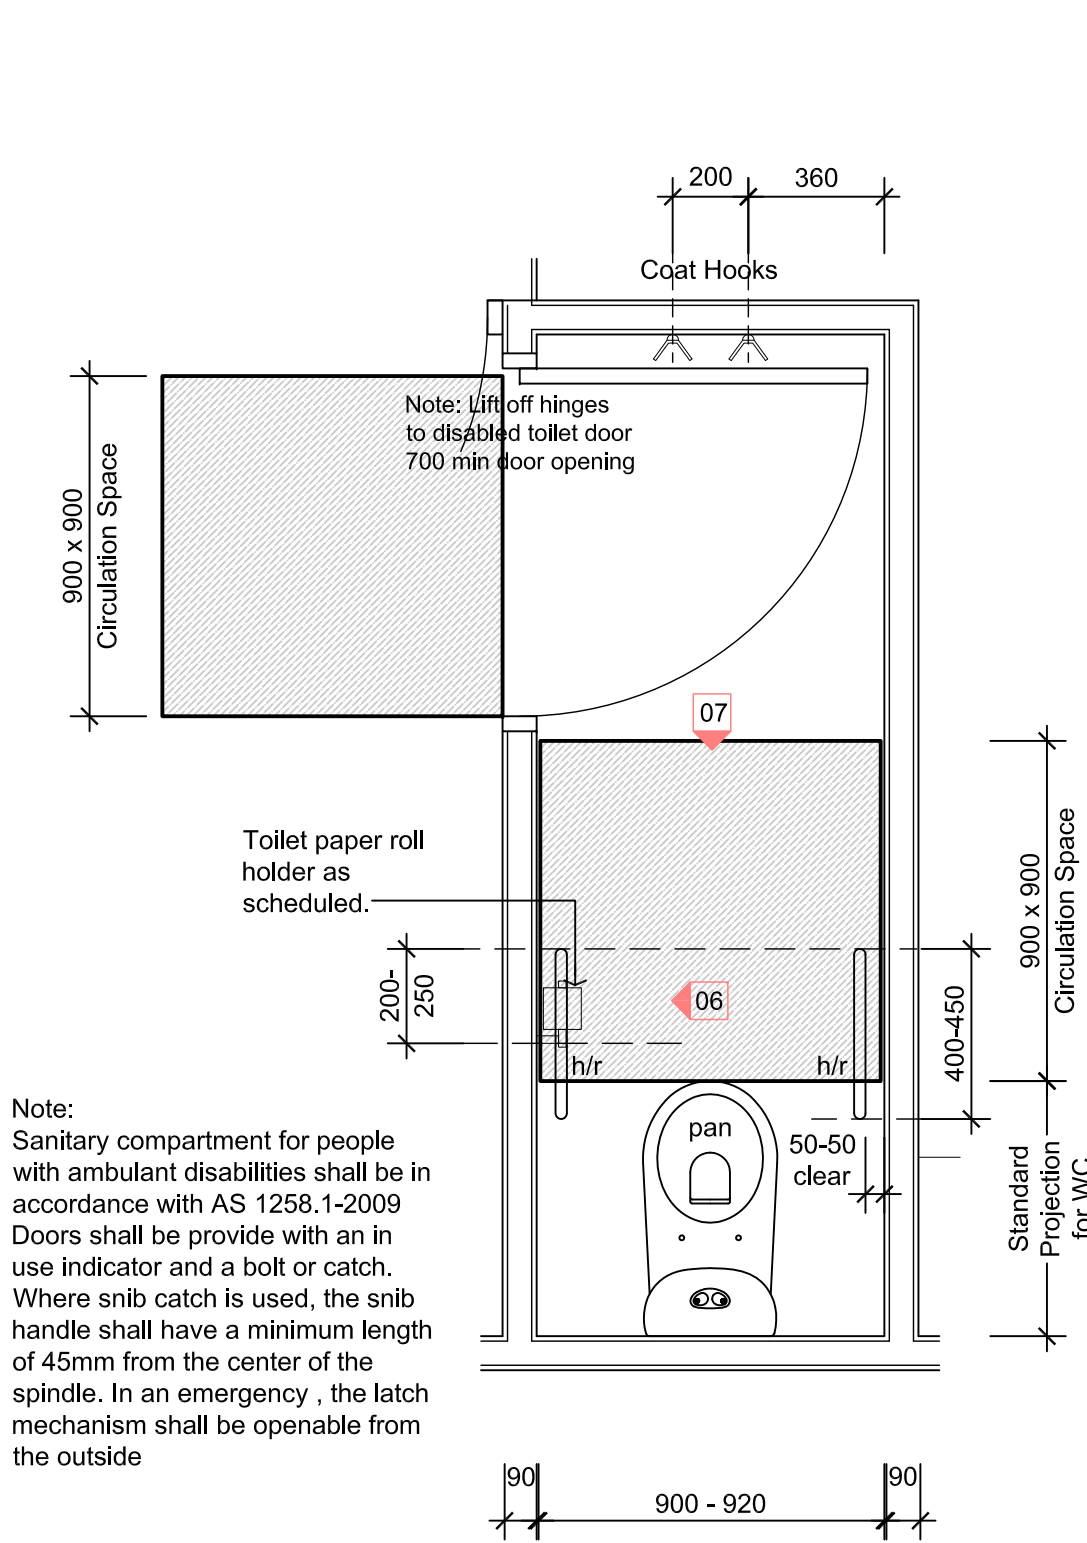 200
360
Coat Hooks
Note: Lift off hinges
to disabled toilet door
700 min door opening
900 x 900
Circulation Space
07
Toilet paper roll
holder as
scheduled.
200-
250
06
h/r
h/r
900 x 900
Circulation Space
400-450
pan
50-50
clear
Standard
Projection
for WC.
Note:
Sanitary compartment for people
with ambulant disabilities shall be in
accordance with AS 1258.1-2009
Doors shall be provide with an in
use indicator and a bolt or catch.
Where snib catch is used, the snib
handle shall have a minimum length
of 45mm from the center of the
spindle. In an emergency , the latch
mechanism shall be openable from
the outside
90
900 - 920
90